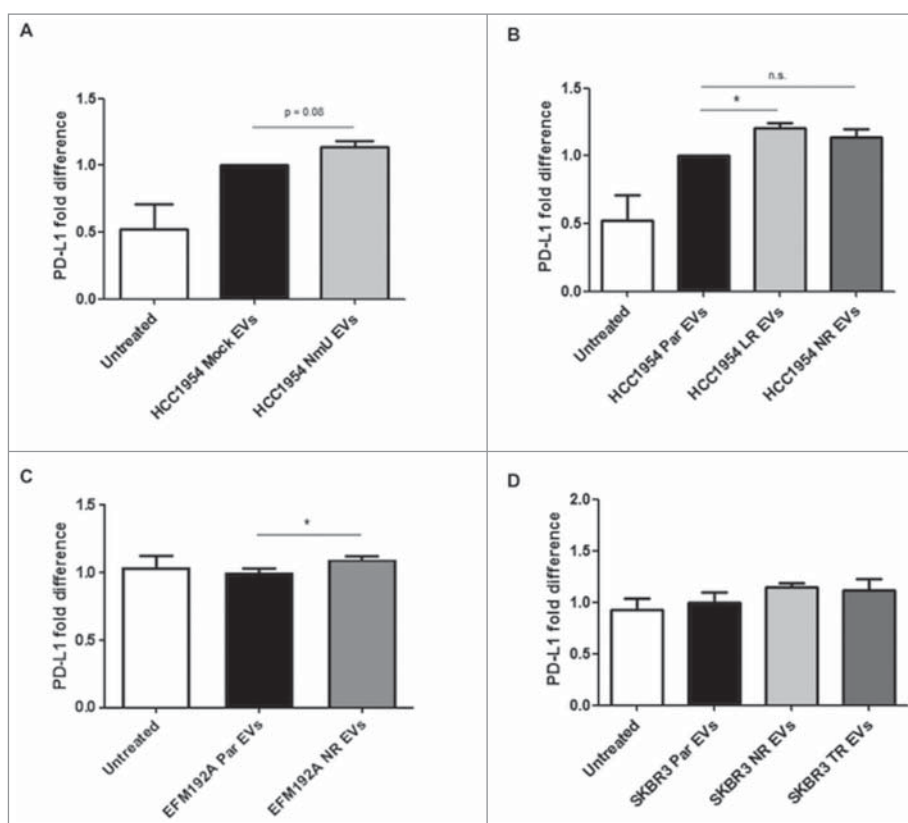 A
PD-L1 fold difference
1.5
1.0
0.5
0.0
p = 0.08
Untreated
HCC1954 Mock EVs
HCC1954 NmU EVs
B
PD-L1 fold difference
1.5
1.0
0.5
0.0
n.s.
*
Untreated
HCC1954 Par EVs
HCC1954 LR EVs
HCC1954 NR EVs
C
PD-L1 fold difference
1.5
1.0
0.5
0.0
*
Untreated
EFM192A Par EVs
EFM192A NR EVs
D
PD-L1 fold difference
2.0
1.5
1.0
0.5
0.0
Untreated
SKBR3 Par EVs
SKBR3 NR EVs
SKBR3 TR EVs